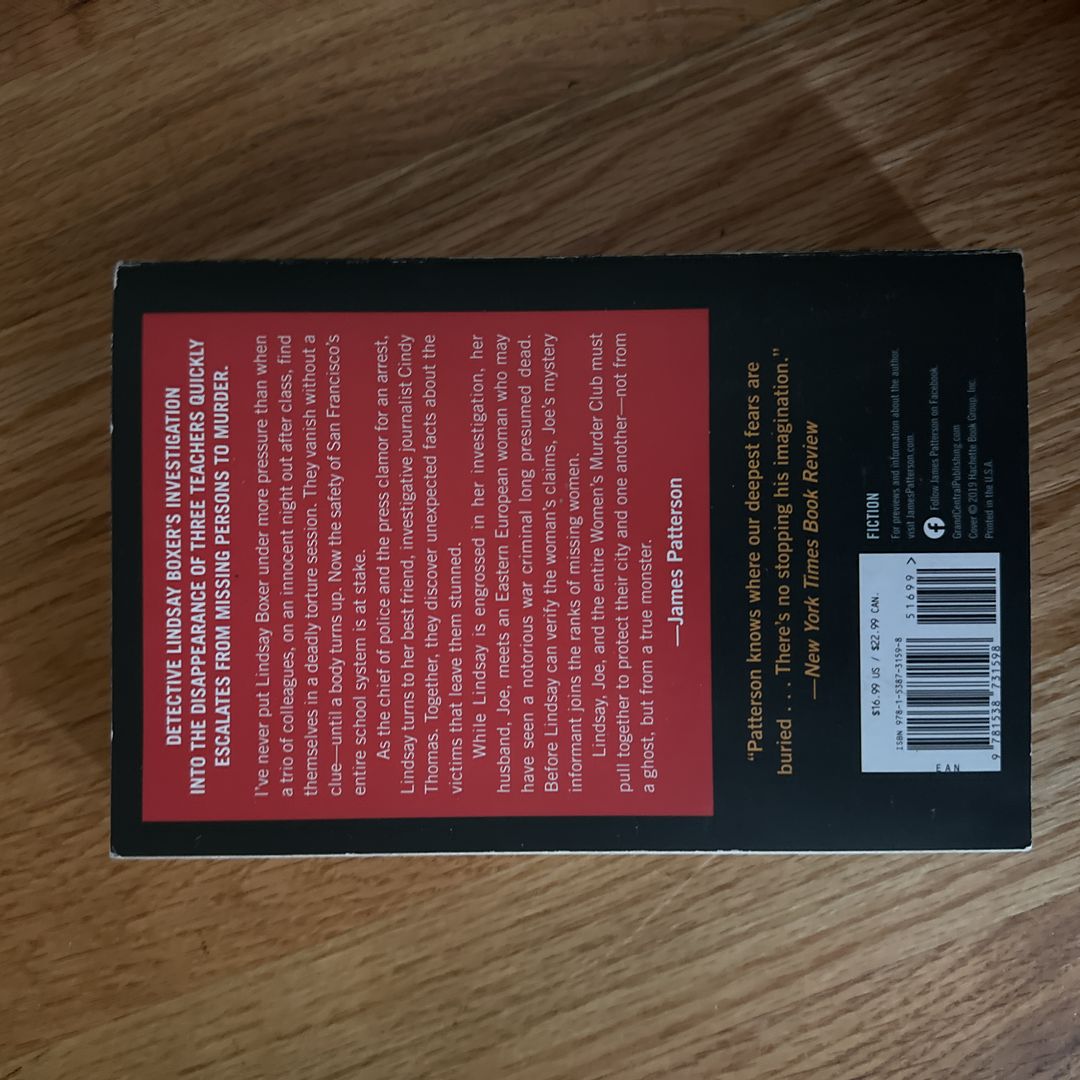 DETECTIVE LINDSAY BOXER'S INVESTIGATION
INTO THE DISAPPEARANCE OF THREE TEACHERS QUICKLY
ESCALATES FROM MISSING PERSONS TO MURDER.
I've never put Lindsay Boxer under more pressure than when
a trio of colleagues, on an innocent night out after class, find
themselves in a deadly torture session. They vanish without a
clue—until a body turns up. Now the safety of San Francisco's
entire school system is at stake.
As the chief of police and the press clamor for an arrest,
Lindsay turns to her best friend, investigative journalist Cindy
Thomas. Together, they discover unexpected facts about the
victims that leave them stunned.
While Lindsay is engrossed in her investigation, her
husband, Joe, meets an Eastern European woman who may
have seen a notorious war criminal long presumed dead.
Before Lindsay can verify the woman's claims, Joe's mystery
informant joins the ranks of missing women.
Lindsay, Joe, and the entire Women's Murder Club must
pull together to protect their city and one another—not from
a ghost, but from a true monster.
—James Patterson
"Patterson knows where our deepest fears are
buried . . . There's no stopping his imagination."
—New York Times Book Review
$16.99 US / $22.99 CAN.
ISBN 978-1-5387-3159-8
51699 >
9 781538 731598
EAN
FICTION
For previews and information about the author,
visit JamesPatterson.com.
Follow James Patterson on Facebook.
GrandCentralPublishing.com
Cover © 2019 Hachette Book Group, Inc.
Printed in the U.S.A.